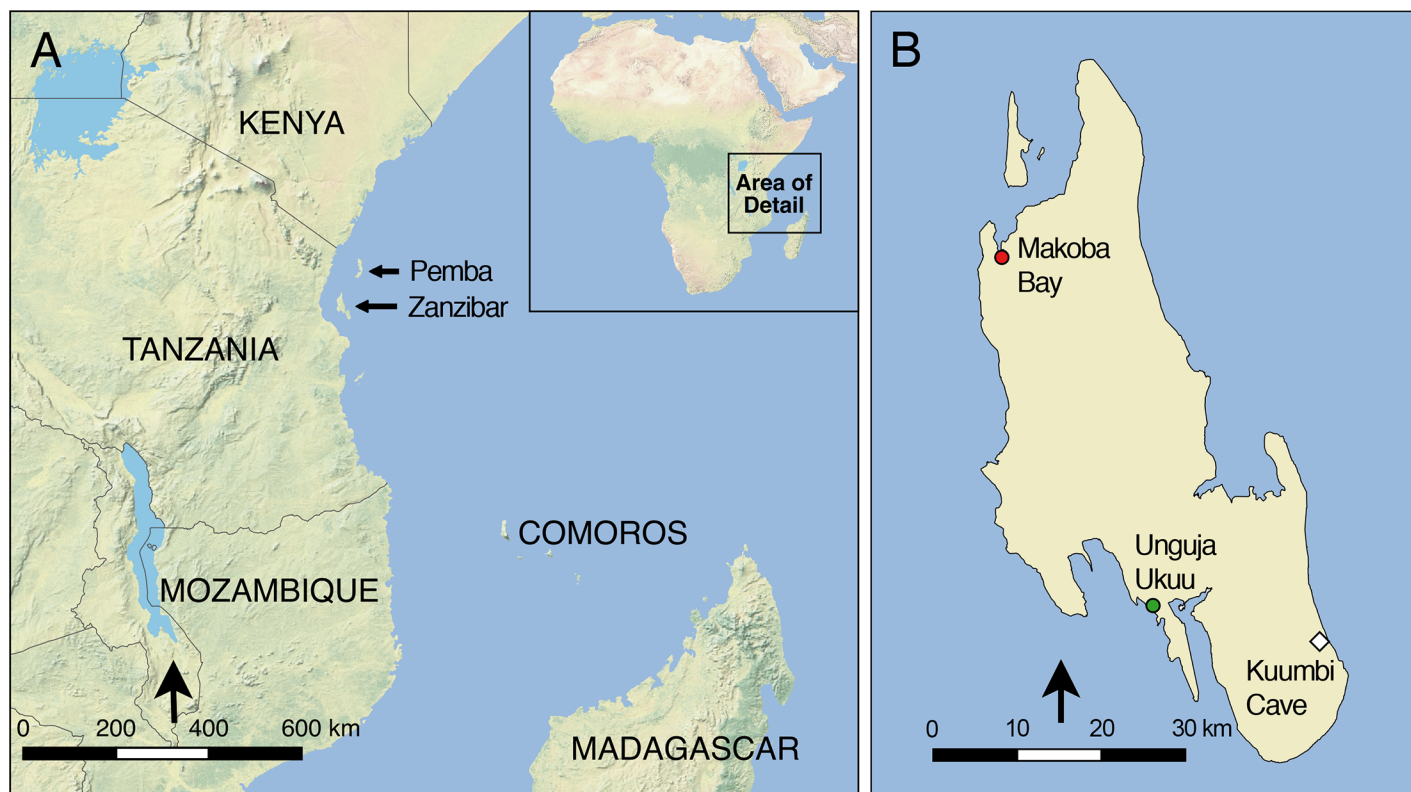 A
KENYA
Area of
Detail
Pemba
Zanzibar
TANZANIA
COMOROS
MOZAMBIQUE
MADAGASCAR
0 200 400 600 km
B
Makoba
Bay
Unguja
Ukuu
Kuumbi
Cave
0 10 20 30 km